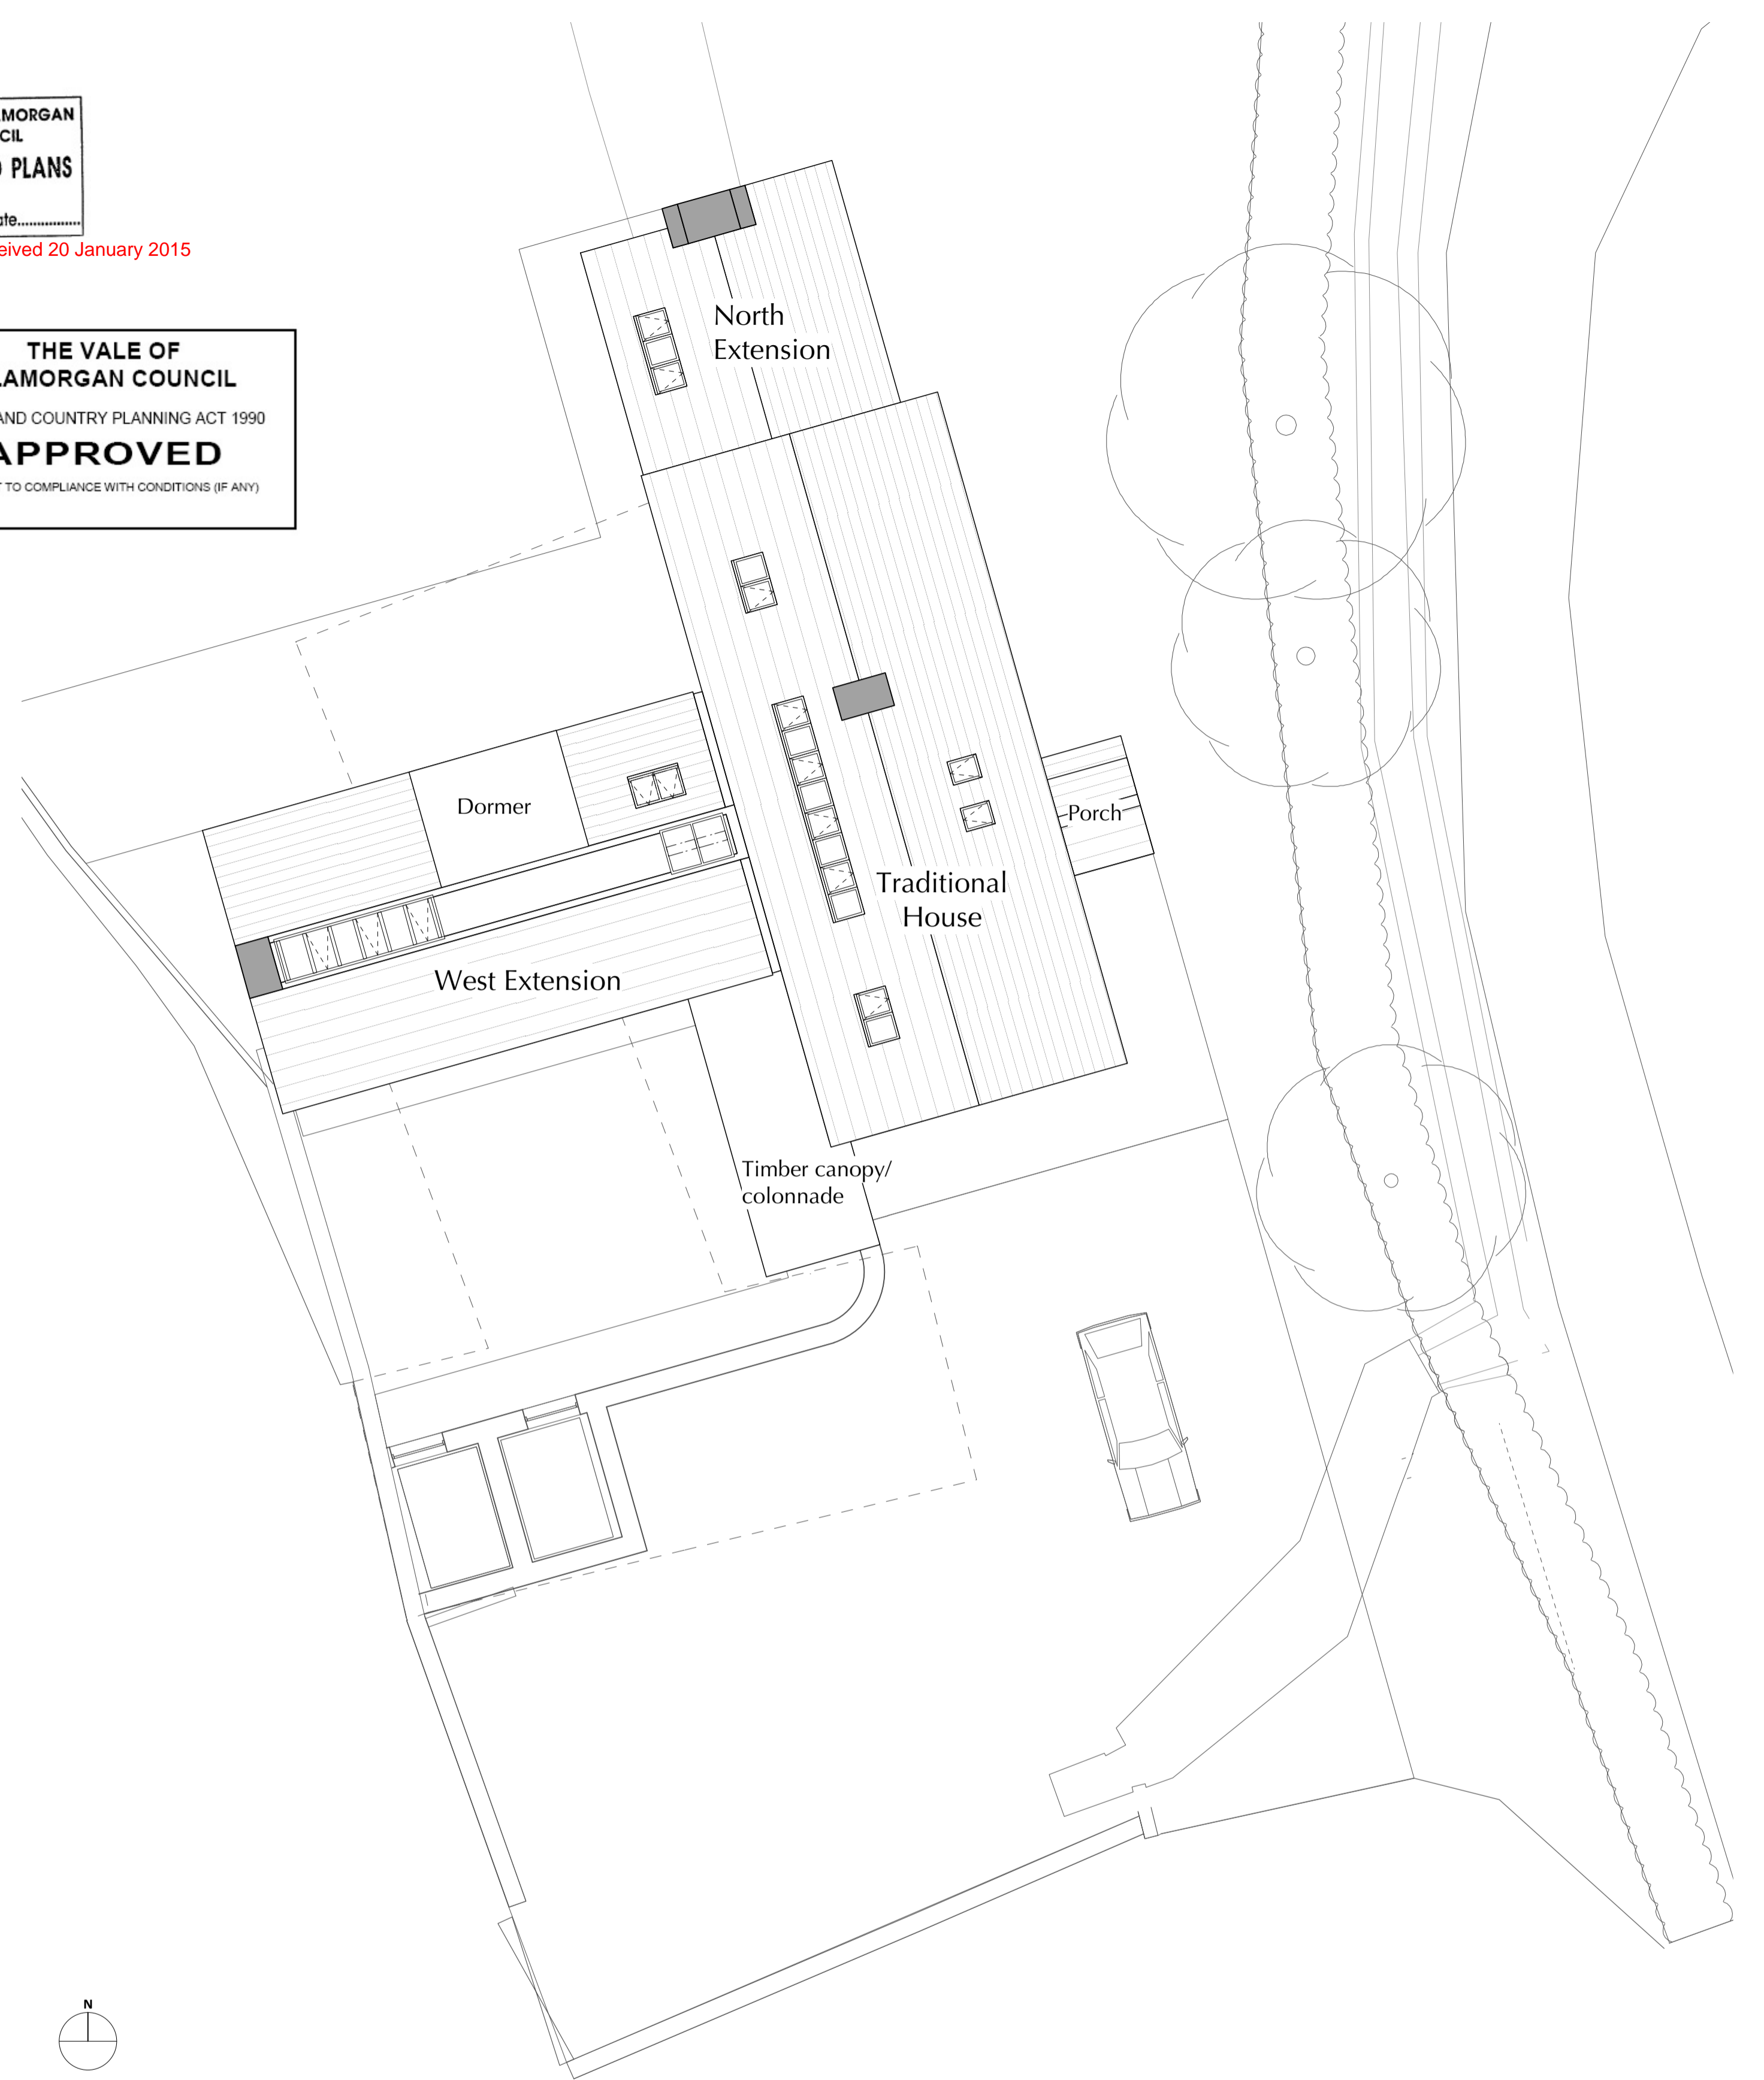 MORGAN
CIL
PLANS
ate................
eived 20 January 2015
THE VALE OF
LAMORGAN COUNCIL
AND COUNTRY PLANNING ACT 1990
APPROVED
T TO COMPLIANCE WITH CONDITIONS (IF ANY)
North
Extension
Dormer
Porch
Traditional
House
West Extension
Timber canopy/
colonnade
N